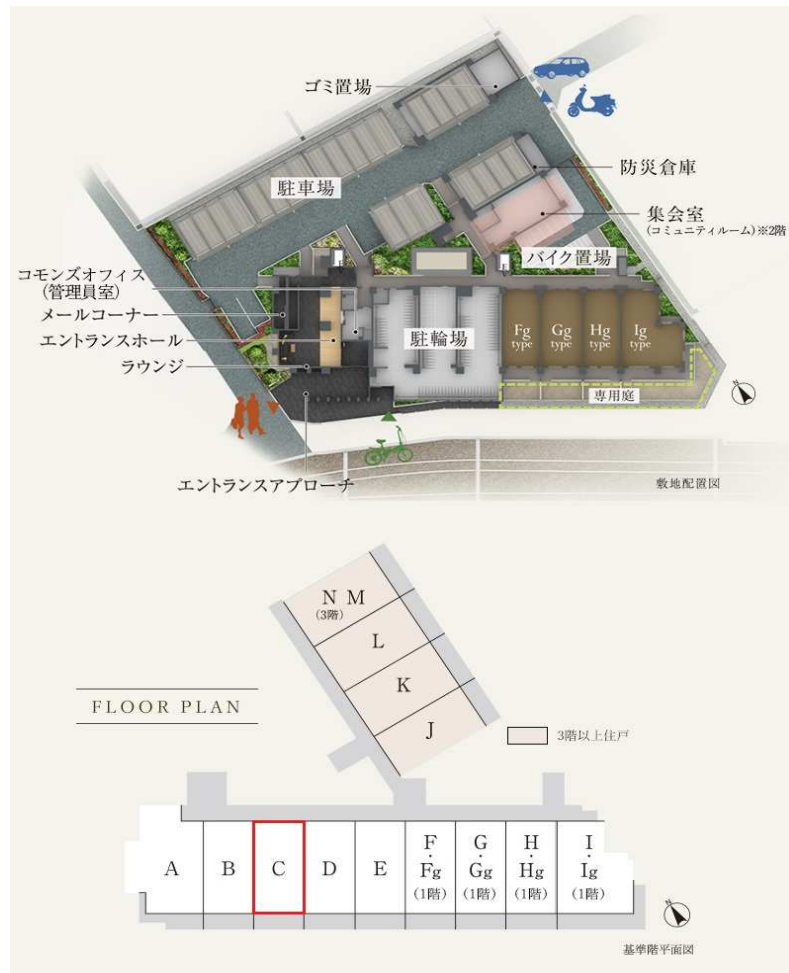 ゴミ置場
防災倉庫
駐車場
集会室
(コミュニティルーム)※2階
バイク置場
コモンズオフィス
(管理員室)
メールコーナー
エントランスホール
ラウンジ
駐輪場
Fg type
Gg type
Hg type
Ig type
専用庭
N
エントランスアプローチ
敷地配置図
N M
(3階)
L
K
J
FLOOR PLAN
3階以上住戸
A
B
C
D
E
F・Fg
(1階)
G・Gg
(1階)
H・Hg
(1階)
I・Ig
(1階)
N
基準階平面図